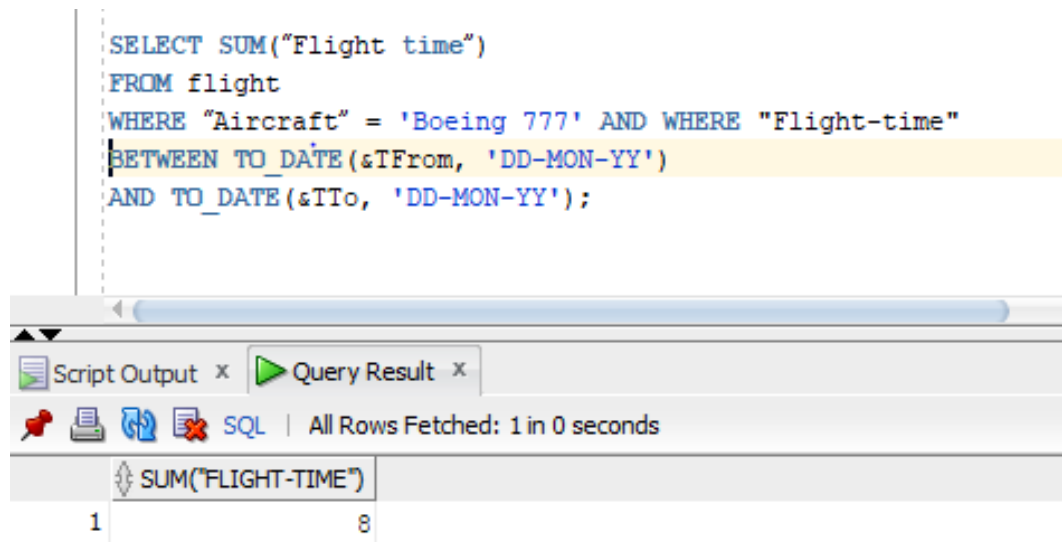 SELECT SUM(″Flight time″)
FROM flight
WHERE ″Aircraft″ = 'Boeing 777' AND WHERE "Flight-time"
BETWEEN TO_DATE(&TFrom, 'DD-MON-YY')
AND TO_DATE(&TTo, 'DD-MON-YY');
Script Output x Query Result x
SQL | All Rows Fetched: 1 in 0 seconds
SUM("FLIGHT-TIME")
1 8